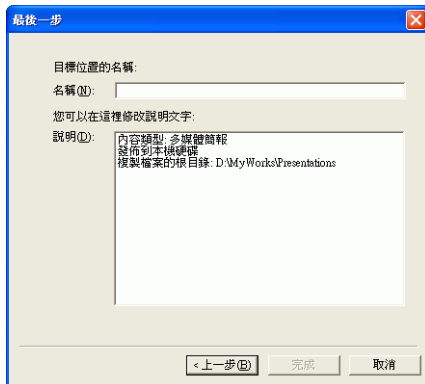 最後一步
目標位置的名稱:
名稱(N):
您可以在這裡修改說明文字:
說明(D):
內容類型: 多媒體簡報
發佈到本機硬碟
複製檔案的根目錄: D:\MyWorks\Presentations
<上一步(B)
完成
取消